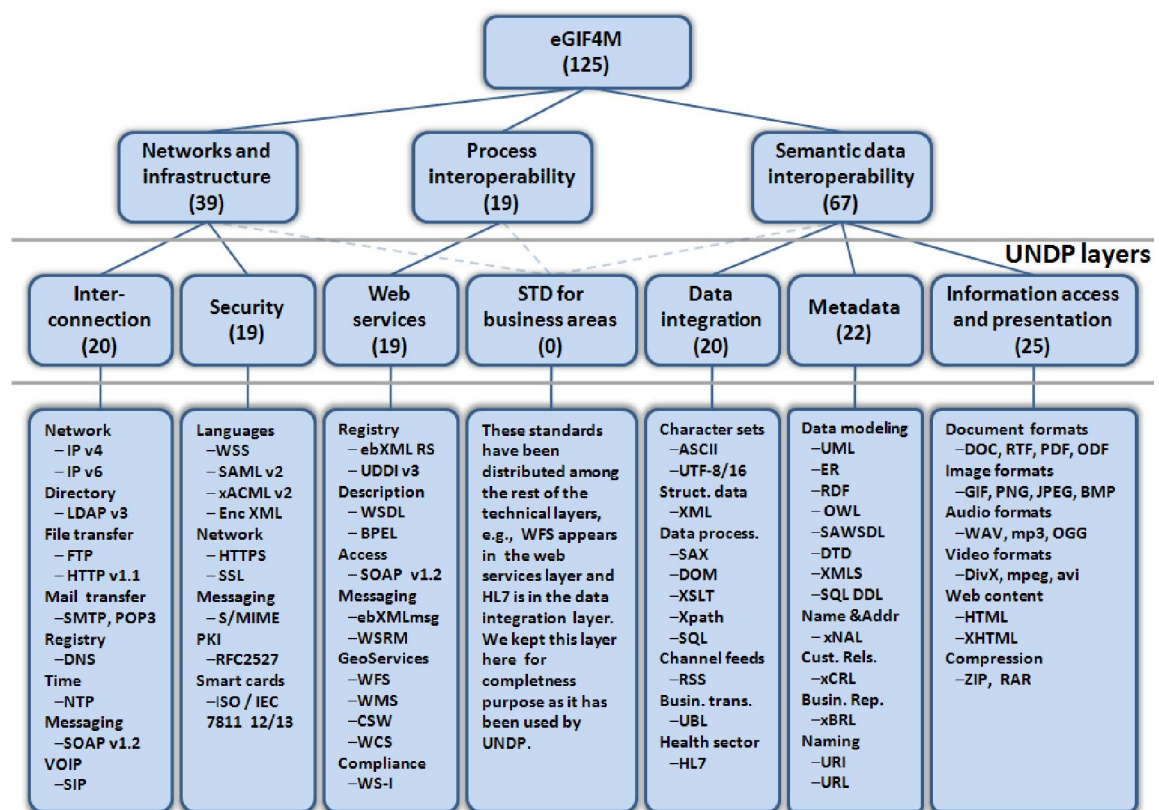 eGIF4M
(125)
Networks and
infrastructure
(39)
Process
interoperability
(19)
Semantic data
interoperability
(67)
UNDP layers
Inter-
connection
(20)
Security
(19)
Web
services
(19)
STD for
business areas
(0)
Data
integration
(20)
Metadata
(22)
Information access
and presentation
(25)
Network
–IP v4
–IP v6
Directory
–LDAP v3
File transfer
–FTP
–HTTP v1.1
Mail transfer
–SMTP, POP3
Registry
–DNS
Time
–NTP
Messaging
–SOAP v1.2
VOIP
–SIP
Languages
–WSS
–SAML v2
–xACML v2
–Enc XML
Network
–HTTPS
–SSL
Messaging
–S/MIME
PKI
–RFC2527
Smart cards
–ISO / IEC
7811 12/13
Registry
–ebXML RS
–UDDI v3
Description
–WSDL
–BPEL
Access
–SOAP v1.2
Messaging
–ebXMLmsg
–WSRM
GeoServices
–WFS
–WMS
–CSW
–WCS
Compliance
–WS-I
These standards
have been
distributed among
the rest of the
technical layers,
e.g., WFS appears
in the web
services layer and
HL7 is in the data
integration layer.
We kept this layer
here for
completness
purpose as it has
been used by
UNDP.
Character sets
–ASCII
–UTF-8/16
Struct. data
–XML
Data process.
–SAX
–DOM
–XSLT
–Xpath
–SQL
Channel feeds
–RSS
Busin. trans.
–UBL
Health sector
–HL7
Data modeling
–UML
–ER
–RDF
–OWL
–SAWSDL
–DTD
–XMLS
–SQL DDL
Name &Addr
–xNAL
Cust. Rels.
–xCRL
Busin. Rep.
–xBRL
Naming
–URI
–URL
Document formats
–DOC, RTF, PDF, ODF
Image formats
–GIF, PNG, JPEG, BMP
Audio formats
–WAV, mp3, OGG
Video formats
–DivX, mpeg, avi
Web content
–HTML
–XHTML
Compression
–ZIP, RAR